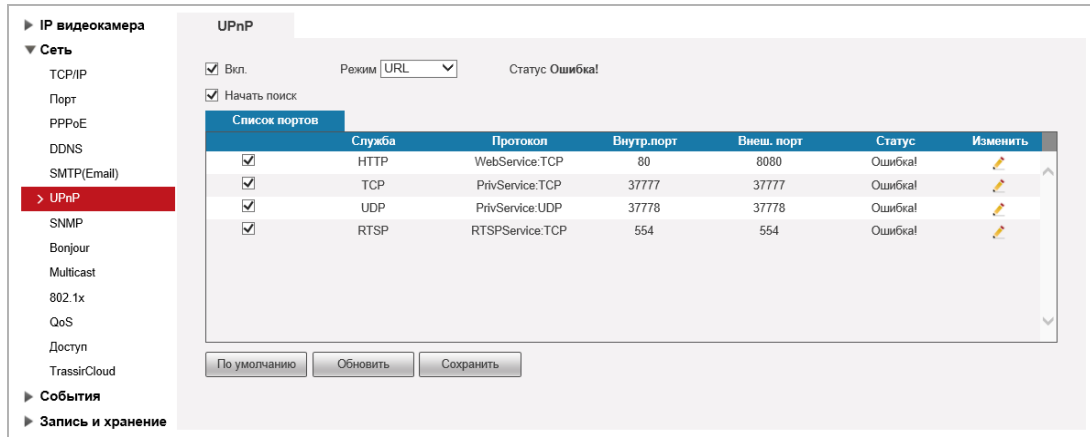 IP видеокамера
Сеть
TCP/IP
Порт
PPPoE
DDNS
SMTP(Email)
UPnP
SNMP
Bonjour
Multicast
802.1x
QoS
Доступ
TrassirCloud
События
Запись и хранение
UPnP
Вкл. Режим URL Статус Ошибка!
Начать поиск
Список портов
Служба Протокол Внутр.порт Внеш. порт Статус Изменить
HTTP WebService:TCP 80 8080 Ошибка!
TCP PrivService:TCP 37777 37777 Ошибка!
UDP PrivService:UDP 37778 37778 Ошибка!
RTSP RTSPService:TCP 554 554 Ошибка!
По умолчанию Обновить Сохранить